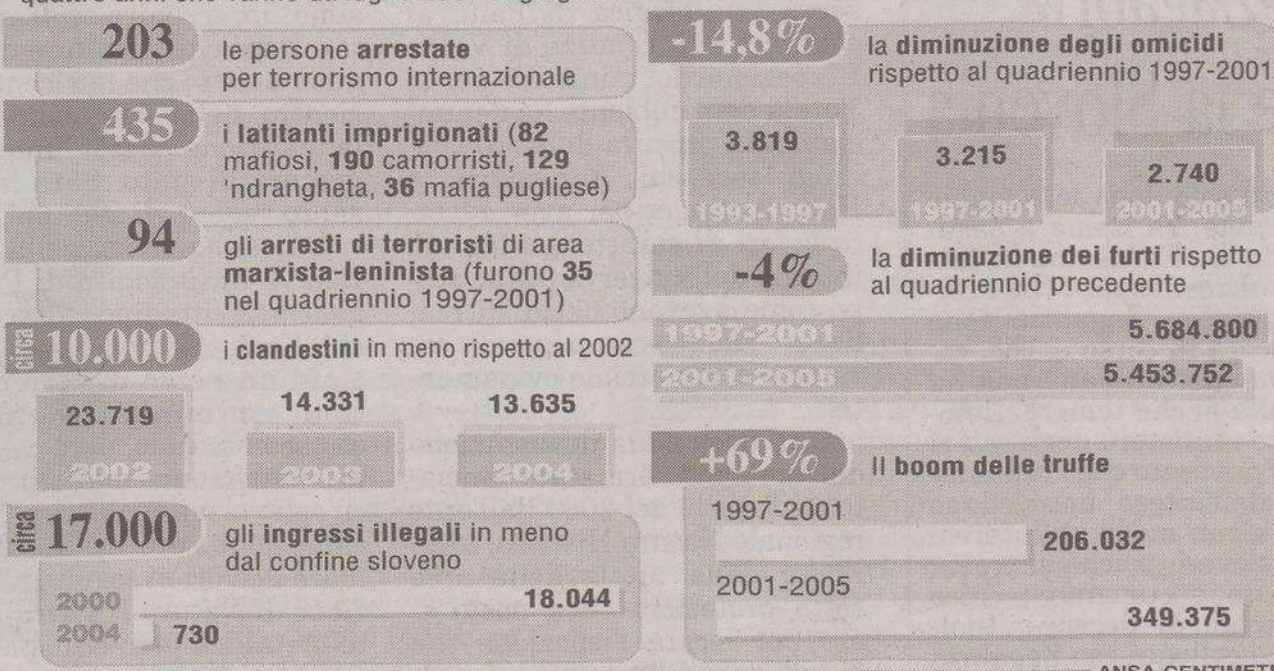 203
le persone arrestate
per terrorismo internazionale
435
i latitanti imprigionati (82
mafiosi, 190 camorristi, 129
'ndrangheta, 36 mafia pugliese)
94
gli arresti di terroristi di area
marxista-leninista (furono 35
nel quadriennio 1997-2001)
circa 10.000
i clandestini in meno rispetto al 2002
23.719 14.331 13.635
2002 2003 2004
circa 17.000
gli ingressi illegali in meno
dal confine sloveno
2000 18.044
2004 730
-14,8%
la diminuzione degli omicidi
rispetto al quadriennio 1997-2001
3.819 3.215 2.740
1993-1997 1997-2001 2001-2005
-4%
la diminuzione dei furti rispetto
al quadriennio precedente
1997-2001 5.684.800
2001-2005 5.453.752
+69%
Il boom delle truffe
1997-2001
206.032
2001-2005
349.375